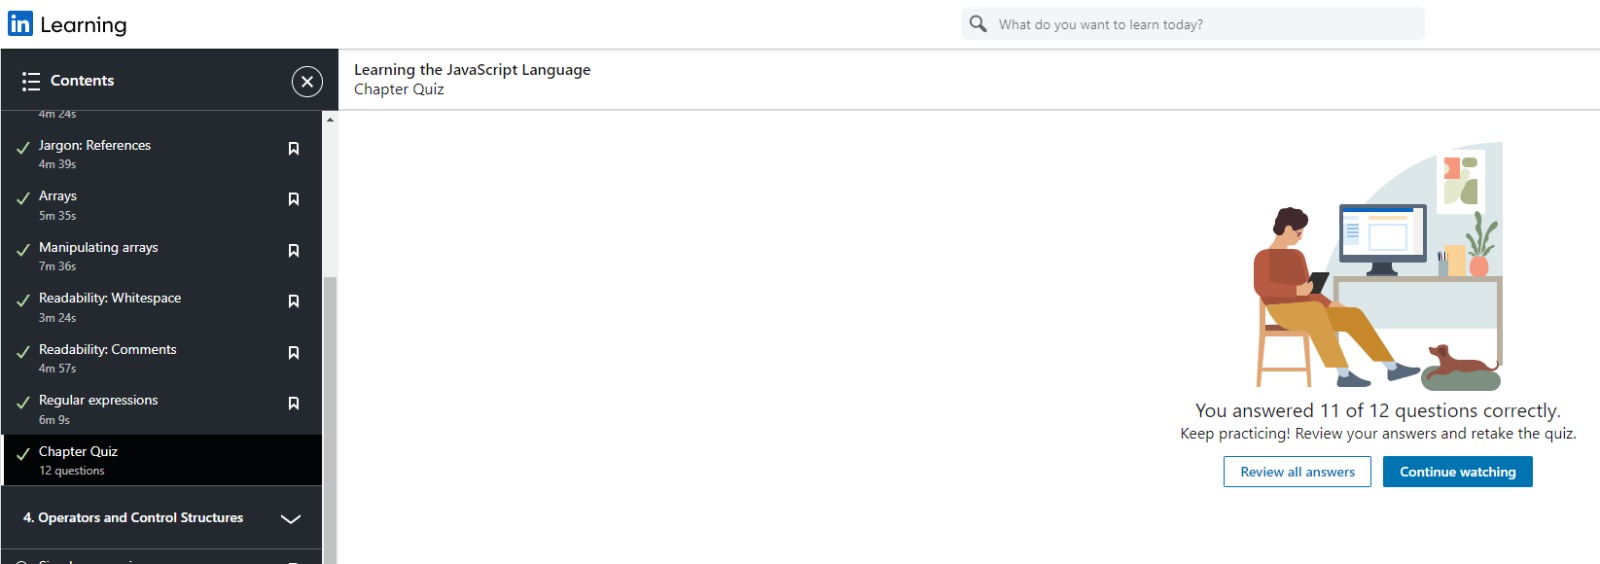 in Learning
What do you want to learn today?
Contents
4m 24s
Jargon: References
4m 39s
Arrays
5m 35s
Manipulating arrays
7m 36s
Readability: Whitespace
3m 24s
Readability: Comments
4m 57s
Regular expressions
6m 9s
Chapter Quiz
12 questions
4. Operators and Control Structures
Learning the JavaScript Language
Chapter Quiz
You answered 11 of 12 questions correctly.
Keep practicing! Review your answers and retake the quiz.
Review all answers
Continue watching